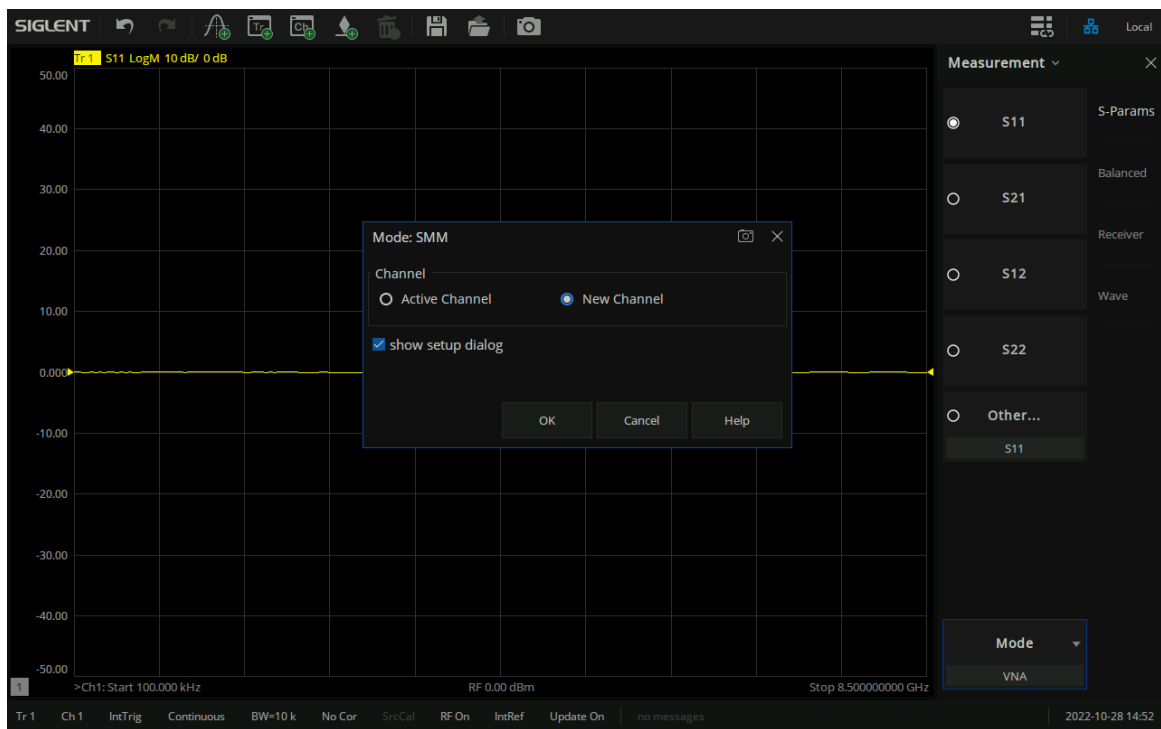 SIGLENT
Tr
Ch
Local
Tr 1 S11 LogM 10 dB/ 0 dB
50.00
40.00
30.00
20.00
10.00
0.000
-10.00
-20.00
-30.00
-40.00
-50.00
1
>Ch1: Start 100.000 kHz
RF 0.00 dBm
Stop 8.500000000 GHz
Mode: SMM
Channel
Active Channel
New Channel
show setup dialog
OK
Cancel
Help
Measurement
S11
S21
S12
S22
Other...
S11
S-Params
Balanced
Receiver
Wave
Mode
VNA
Tr 1 Ch 1 IntTrig Continuous BW=10 k No Cor SrcCal RF On IntRef Update On no messages 2022-10-28 14:52